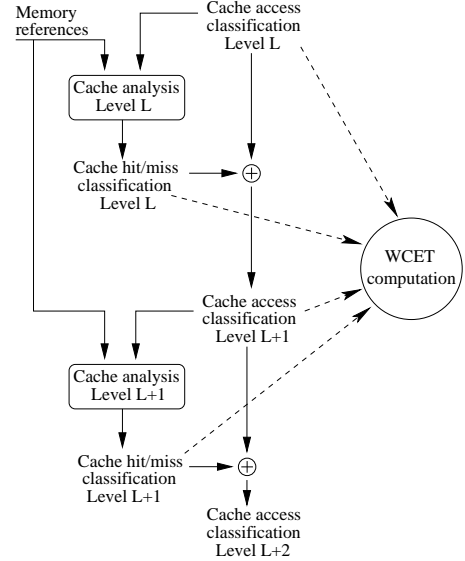 Memory
references
Cache access
classification
Level L
Cache analysis
Level L
Cache hit/miss
classification
Level L
WCET
computation
Cache access
classification
Level L+1
Cache analysis
Level L+1
Cache hit/miss
classification
Level L+1
Cache access
classification
Level L+2